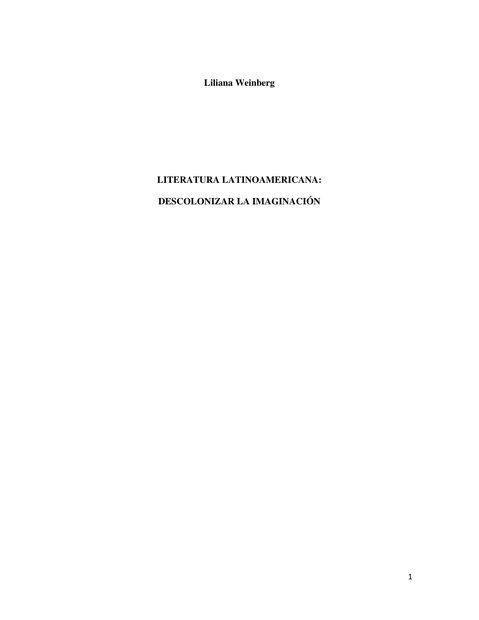 Liliana Weinberg
LITERATURA LATINOAMERICANA:
DESCOLONIZAR LA IMAGINACIÓN
1